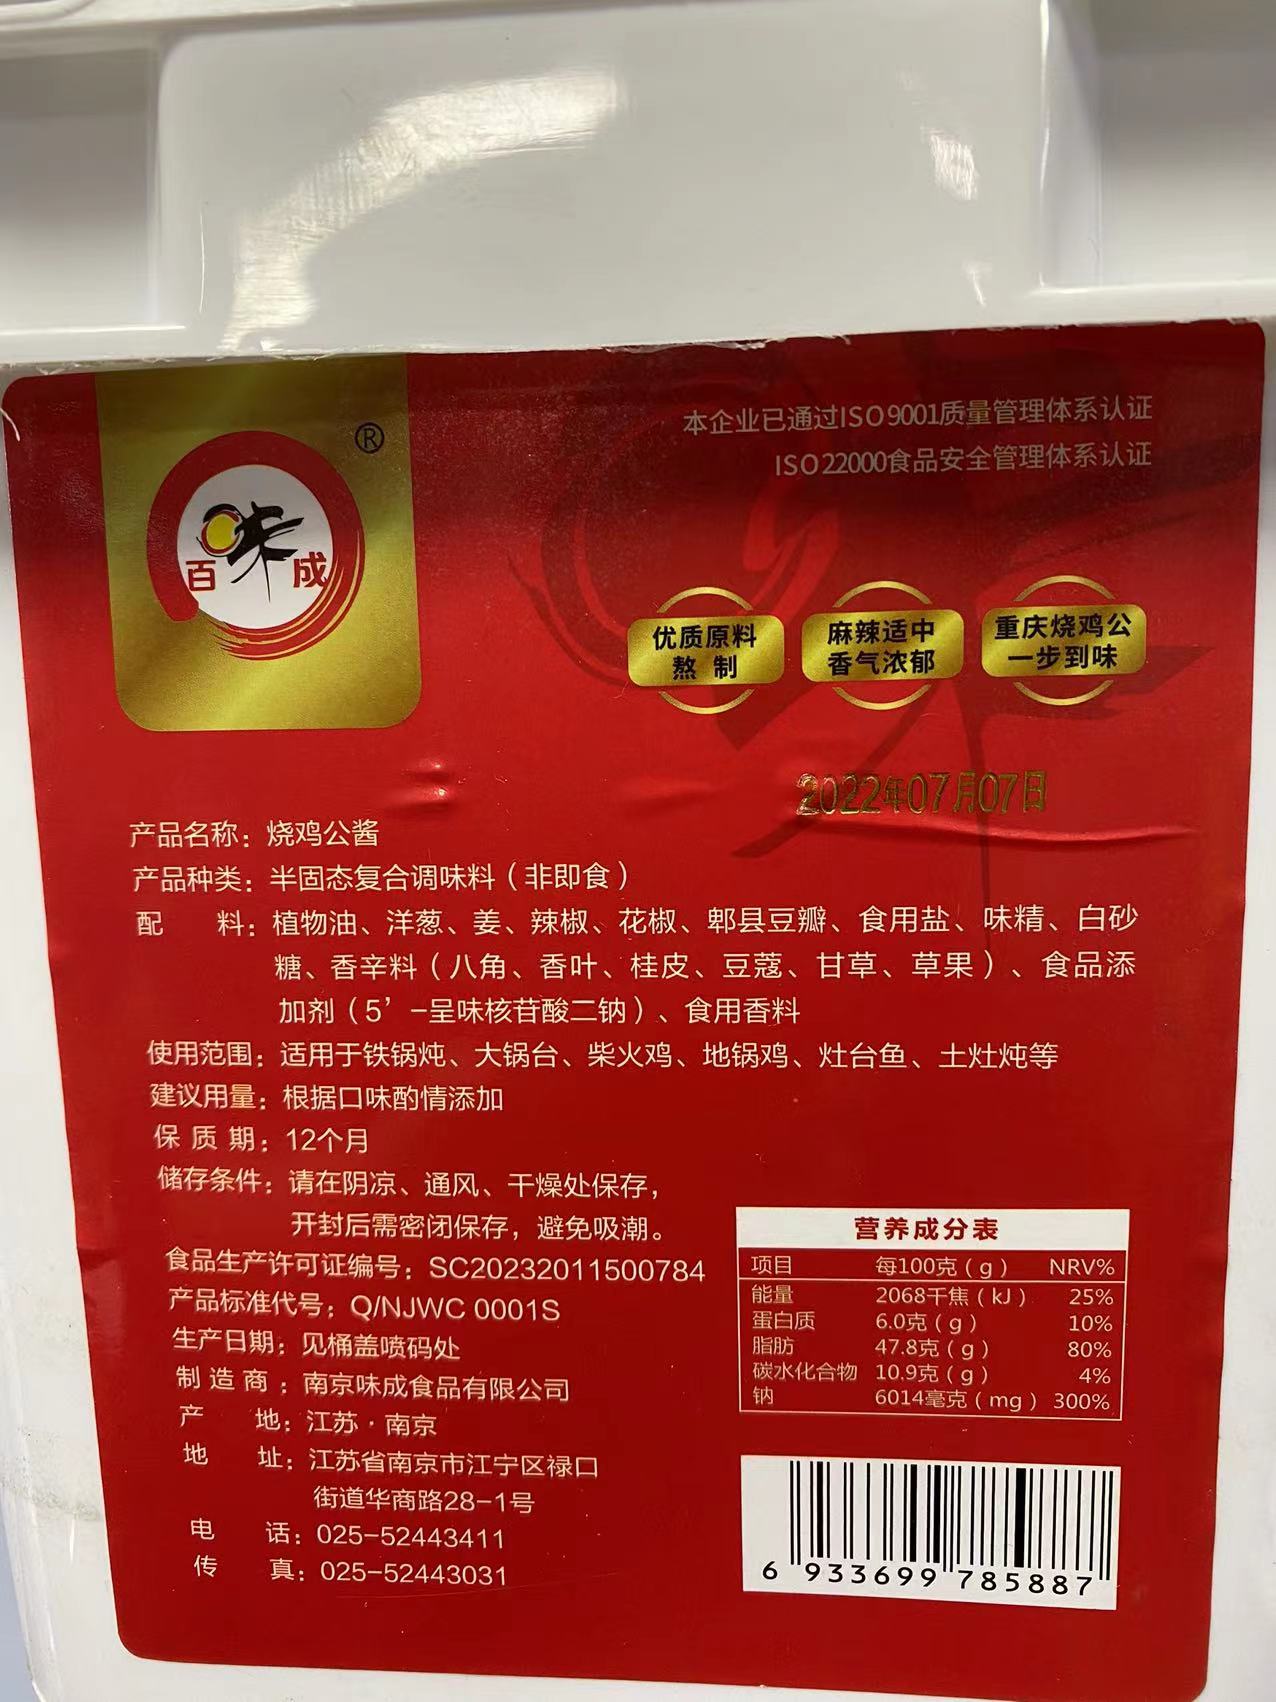 百味成
®
本企业已通过ISO9001质量管理体系认证
ISO22000食品安全管理体系认证
优质原料
熬 制
麻辣适中
香气浓郁
重庆烧鸡公
一步到味
2022年07月07日
产品名称：烧鸡公酱
产品种类：半固态复合调味料（非即食）
配 料：植物油、洋葱、姜、辣椒、花椒、郫县豆瓣、食用盐、味精、白砂
糖、香辛料（八角、香叶、桂皮、豆蔻、甘草、草果）、食品添
加剂（5’-呈味核苷酸二钠）、食用香料
使用范围：适用于铁锅炖、大锅台、柴火鸡、地锅鸡、灶台鱼、土灶炖等
建议用量：根据口味酌情添加
保 质 期：12个月
储存条件：请在阴凉、通风、干燥处保存，
开封后需密闭保存，避免吸潮。
食品生产许可证编号：SC20232011500784
产品标准代号：Q/NJWC 0001S
生产日期：见桶盖喷码处
制 造 商：南京味成食品有限公司
产 地：江苏·南京
地 址：江苏省南京市江宁区禄口
街道华商路28-1号
电 话：025-52443411
传 真：025-52443031
营养成分表
项目 每100克（g） NRV%
能量 2068千焦（kJ） 25%
蛋白质 6.0克（g） 10%
脂肪 47.8克（g） 80%
碳水化合物 10.9克（g） 4%
钠 6014毫克（mg） 300%
6 933699 785887